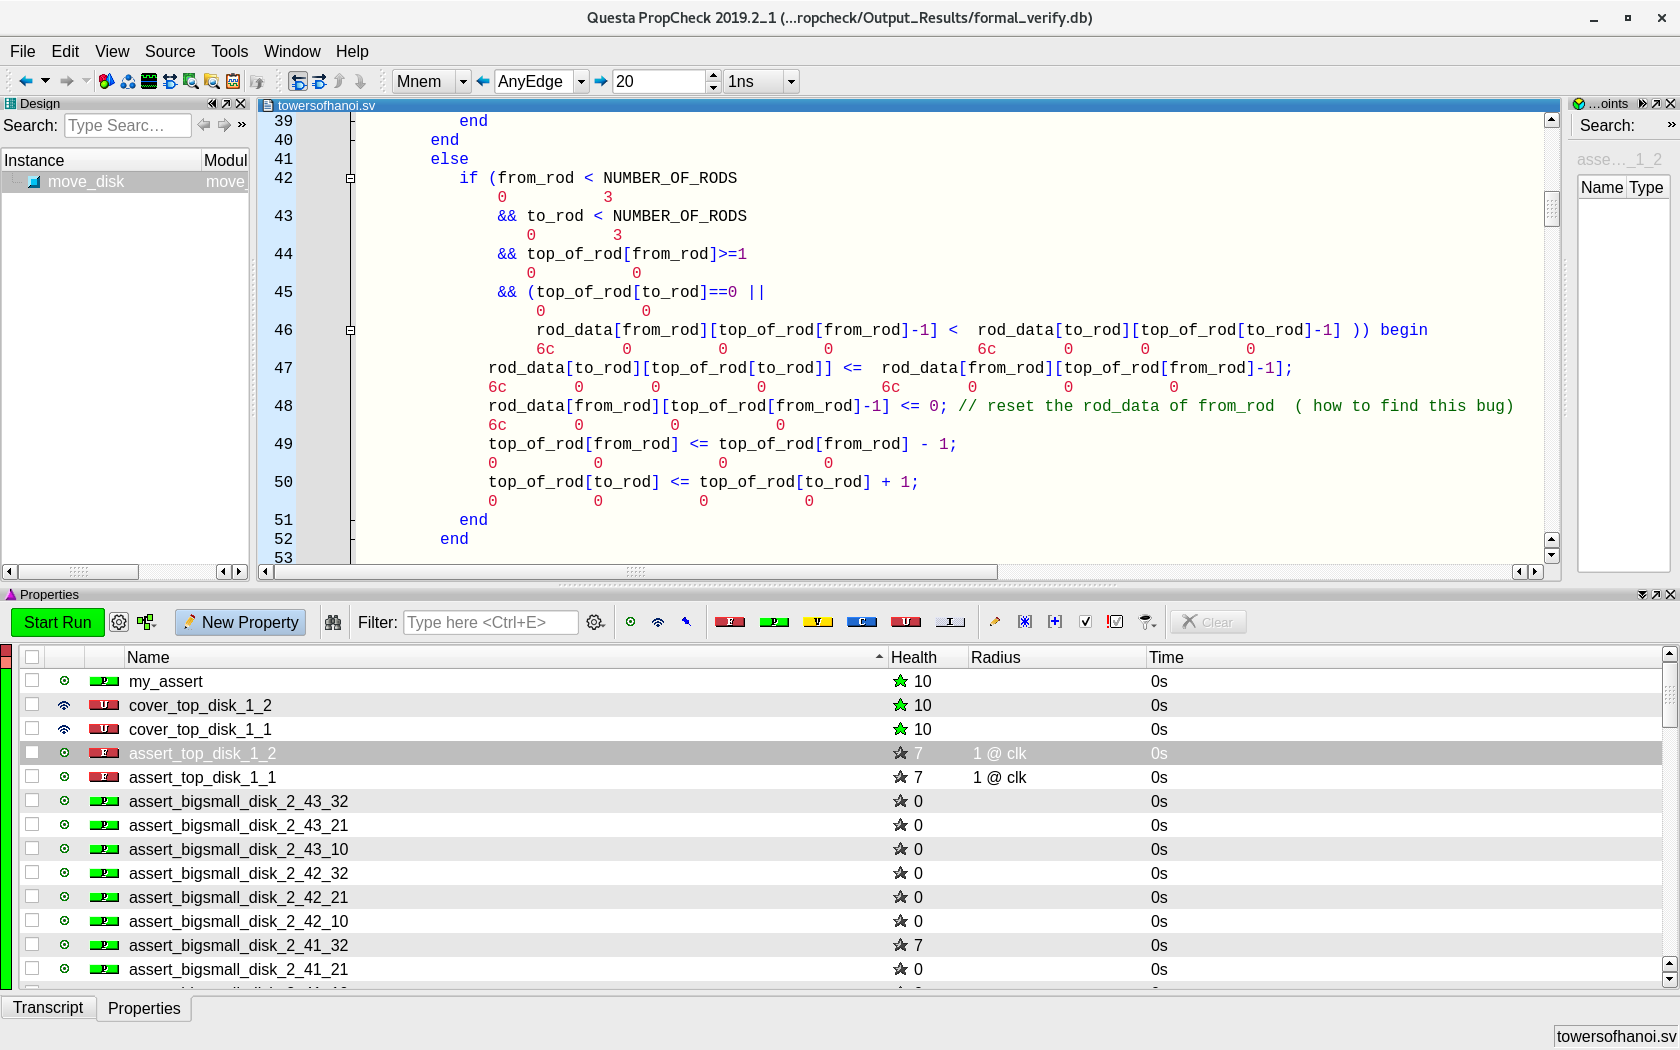 Questa PropCheck 2019.2_1 (...ropcheck/Output_Results/formal_verify.db)
File Edit View Source Tools Window Help
Mnem AnyEdge 20 1ns
Design
Search: Type Searc...
Instance Modul
move_disk move_
towersofhanoi.sv
39 end
40 end
41 else
42 if (from_rod < NUMBER_OF_RODS
0 3
43 && to_rod < NUMBER_OF_RODS
0 3
44 && top_of_rod[from_rod]>=1
0 0
45 && (top_of_rod[to_rod]==0 ||
0 0
46 rod_data[from_rod][top_of_rod[from_rod]-1] < rod_data[to_rod][top_of_rod[to_rod]-1] )) begin
6c 0 0 0 6c 0 0 0
47 rod_data[to_rod][top_of_rod[to_rod]] <= rod_data[from_rod][top_of_rod[from_rod]-1];
6c 0 0 0 6c 0 0 0
48 rod_data[from_rod][top_of_rod[from_rod]-1] <= 0; // reset the rod_data of from_rod ( how to find this bug)
6c 0 0 0
49 top_of_rod[from_rod] <= top_of_rod[from_rod] - 1;
0 0 0 0
50 top_of_rod[to_rod] <= top_of_rod[to_rod] + 1;
0 0 0 0
51 end
52 end
53
...oints
Search:
asse..._1_2
Name Type
Properties
Start Run New Property Filter: Type here <Ctrl+E> F P V C U I Clear
Name Health Radius Time
P my_assert 10 0s
U cover_top_disk_1_2 10 0s
U cover_top_disk_1_1 10 0s
F assert_top_disk_1_2 7 1 @ clk 0s
F assert_top_disk_1_1 7 1 @ clk 0s
P assert_bigsmall_disk_2_43_32 0 0s
P assert_bigsmall_disk_2_43_21 0 0s
P assert_bigsmall_disk_2_43_10 0 0s
P assert_bigsmall_disk_2_42_32 0 0s
P assert_bigsmall_disk_2_42_21 0 0s
P assert_bigsmall_disk_2_42_10 0 0s
P assert_bigsmall_disk_2_41_32 7 0s
P assert_bigsmall_disk_2_41_21 0 0s
Transcript Properties
towersofhanoi.sv